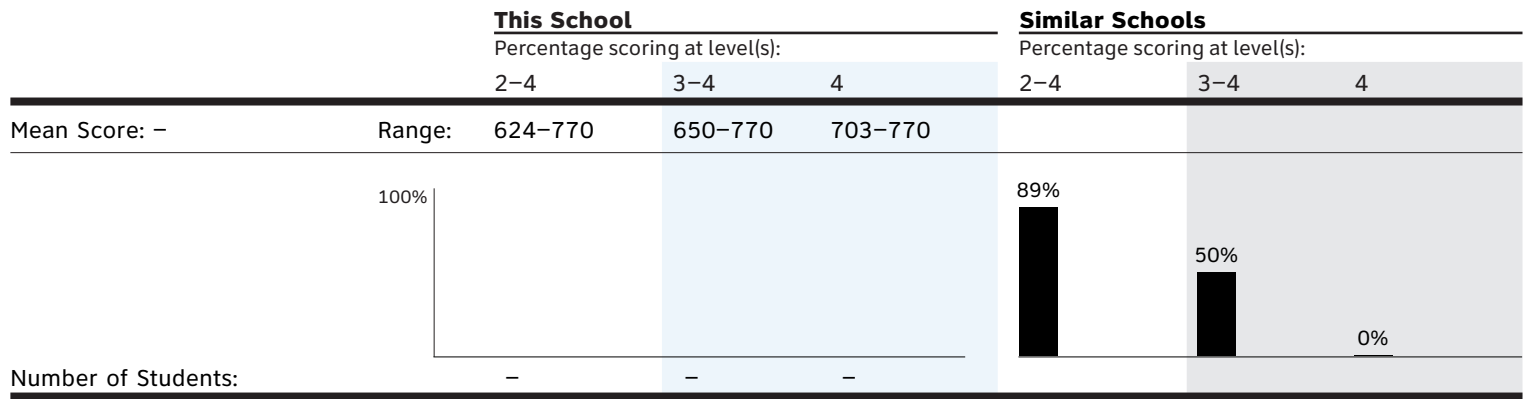 This School Similar Schools
Percentage scoring at level(s): Percentage scoring at level(s):
2–4 3–4 4 2–4 3–4 4
Mean Score: – Range: 624–770 650–770 703–770
100%
89%
50%
0%
Number of Students: – – –